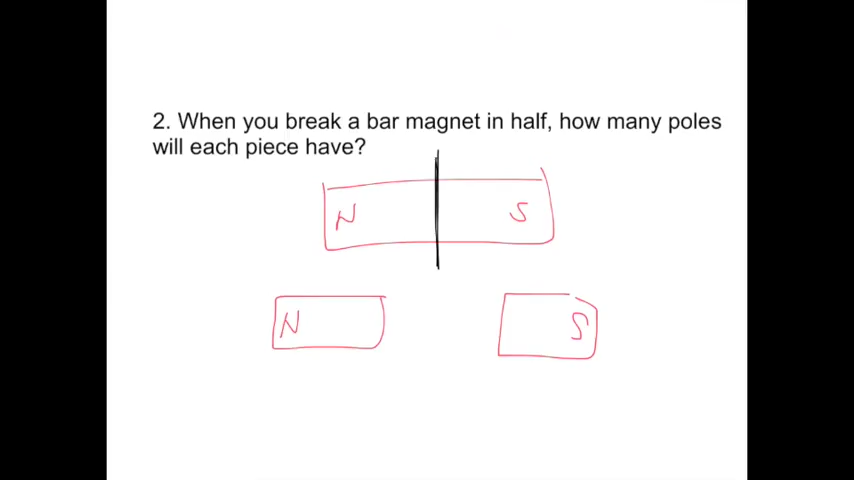 2. When you break a bar magnet in half, how many poles
will each piece have?
N S
N S